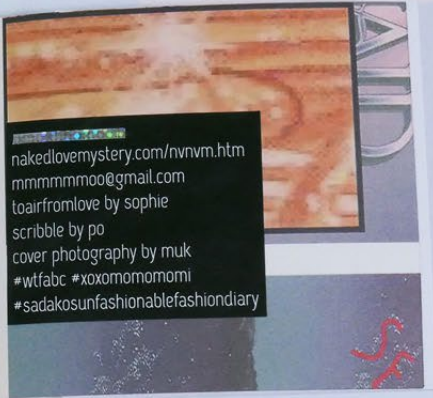 nakedlovemystery.com/nvnvm.htm
mmmmmmoo@gmail.com
toairfromlove by sophie
scribble by po
cover photography by muk
#wtfabc #xoxomomomomi
#sadakosunfashionablefashiondiary